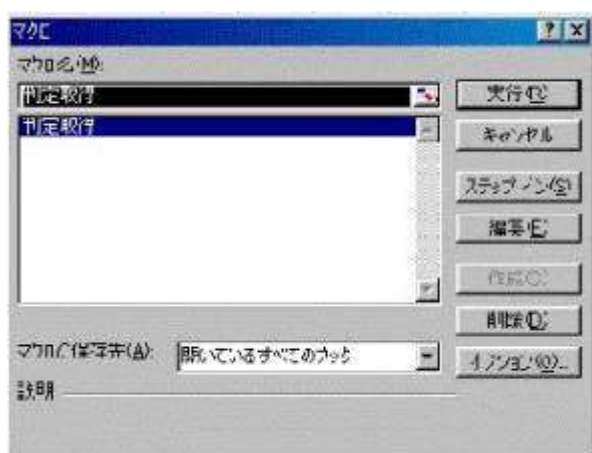 マクロ
マクロ名(M):
判定取得
判定取得
実行(R)
キャンセル
ステップ イン(S)
編集(E)
作成(C)
削除(D)
オプション(O)...
マクロの保存先(A):
開いているすべてのブック
説明